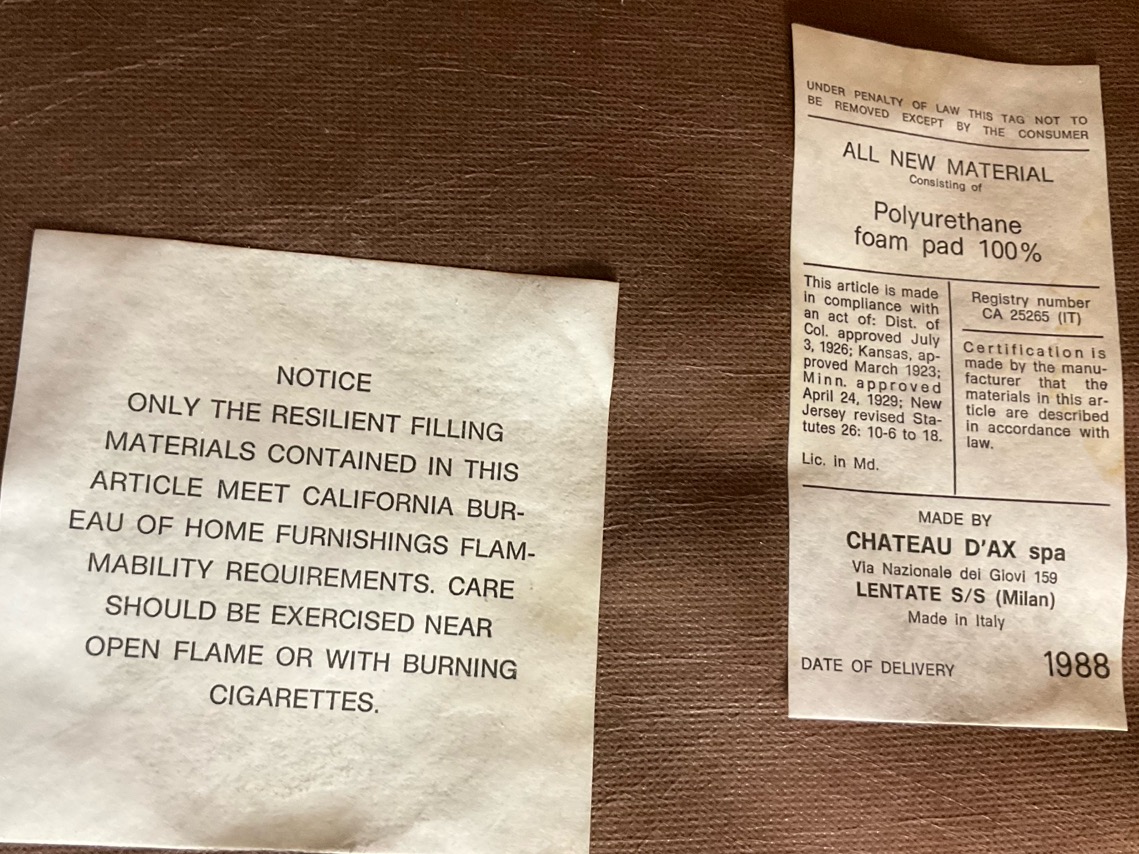 NOTICE
ONLY THE RESILIENT FILLING
MATERIALS CONTAINED IN THIS
ARTICLE MEET CALIFORNIA BUR-
EAU OF HOME FURNISHINGS FLAM-
MABILITY REQUIREMENTS. CARE
SHOULD BE EXERCISED NEAR
OPEN FLAME OR WITH BURNING
CIGARETTES.
UNDER PENALTY OF LAW THIS TAG NOT TO
BE REMOVED EXCEPT BY THE CONSUMER
ALL NEW MATERIAL
Consisting of
Polyurethane
foam pad 100%
This article is made
in compliance with
an act of: Dist. of
Col. approved July
3, 1926; Kansas, ap-
proved March 1923;
Minn. approved
April 24, 1929; New
Jersey revised Sta-
tutes 26: 10-6 to 18.
Lic. in Md.
Registry number
CA 25265 (IT)
Certification is
made by the manu-
facturer that the
materials in this ar-
ticle are described
in accordance with
law.
MADE BY
CHATEAU D'AX spa
Via Nazionale dei Giovi 159
LENTATE S/S (Milan)
Made in Italy
DATE OF DELIVERY 1988